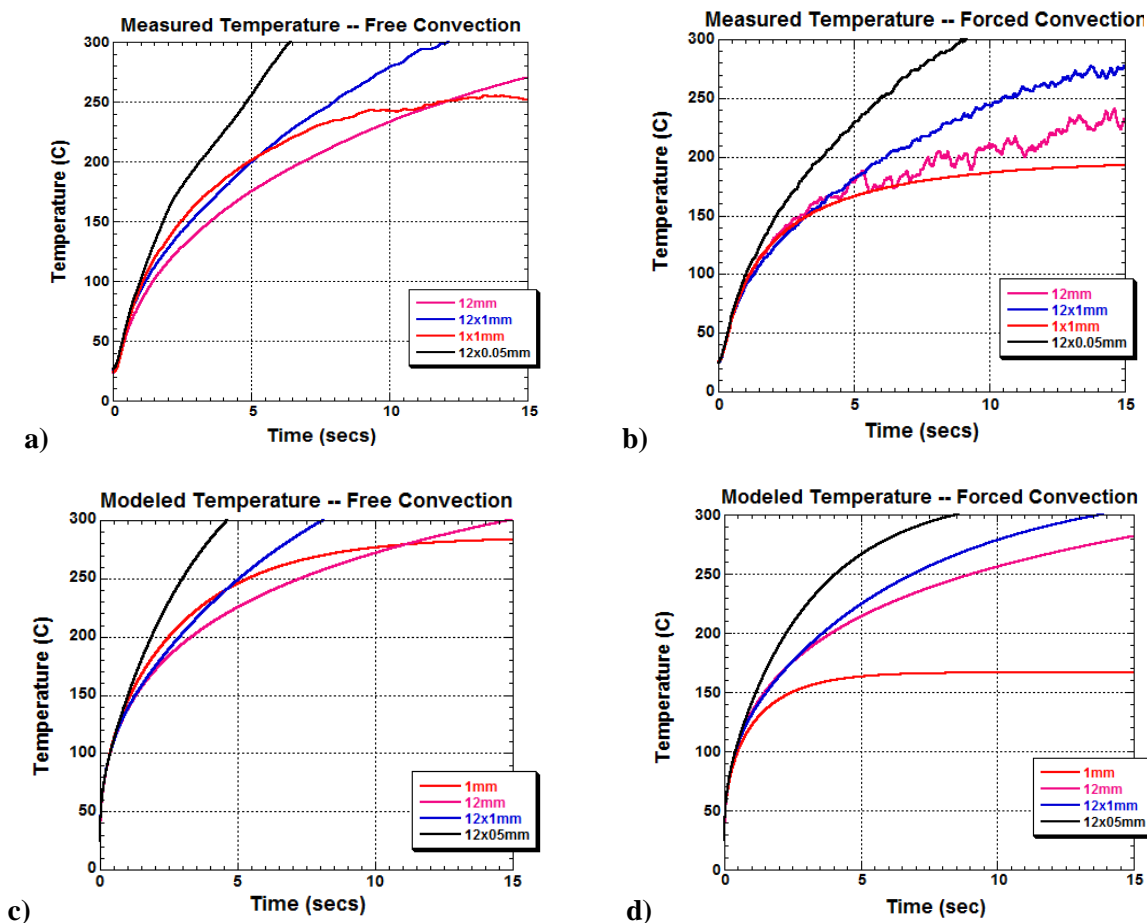 Measured Temperature -- Free Convection
300
250
200
150
100
50
0
Temperature (C)
12mm
12x1mm
1x1mm
12x0.05mm
0 5 10 15
Time (secs)
a)
Measured Temperature -- Forced Convection
300
250
200
150
100
50
0
Temperature (C)
12mm
12x1mm
1x1mm
12x0.05mm
0 5 10 15
Time (secs)
b)
Modeled Temperature -- Free Convection
300
250
200
150
100
50
0
Temperature (C)
1mm
12mm
12x1mm
12x05mm
0 5 10 15
Time (secs)
c)
Modeled Temperature -- Forced Convection
300
250
200
150
100
50
0
Temperature (C)
1mm
12mm
12x1mm
12x05mm
0 5 10 15
Time (sec)
d)